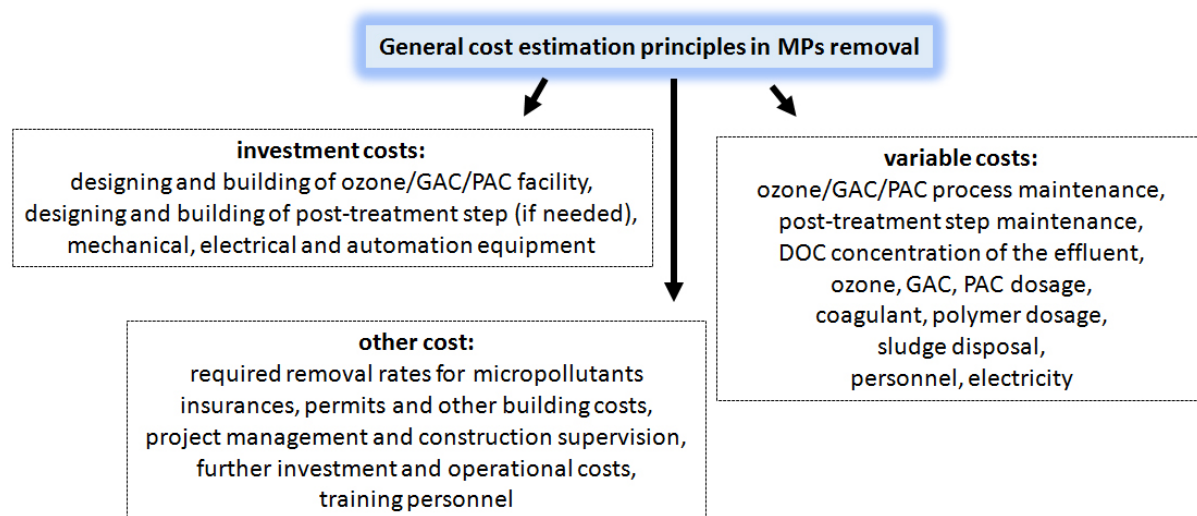 General cost estimation principles in MPs removal
investment costs:
designing and building of ozone/GAC/PAC facility,
designing and building of post-treatment step (if needed),
mechanical, electrical and automation equipment
variable costs:
ozone/GAC/PAC process maintenance,
post-treatment step maintenance,
DOC concentration of the effluent,
ozone, GAC, PAC dosage,
coagulant, polymer dosage,
sludge disposal,
personnel, electricity
other cost:
required removal rates for micropollutants
insurances, permits and other building costs,
project management and construction supervision,
further investment and operational costs,
training personnel